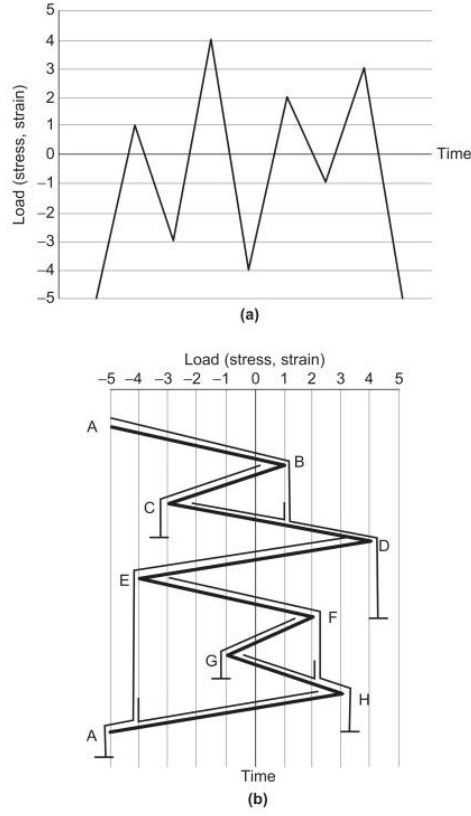 5
4
3
2
1
0
–1
–2
–3
–4
–5
Load (stress, strain)
Time
(a)
Load (stress, strain)
–5 –4 –3 –2 –1 0 1 2 3 4 5
A
B
C
D
E
F
G
H
A
Time
(b)